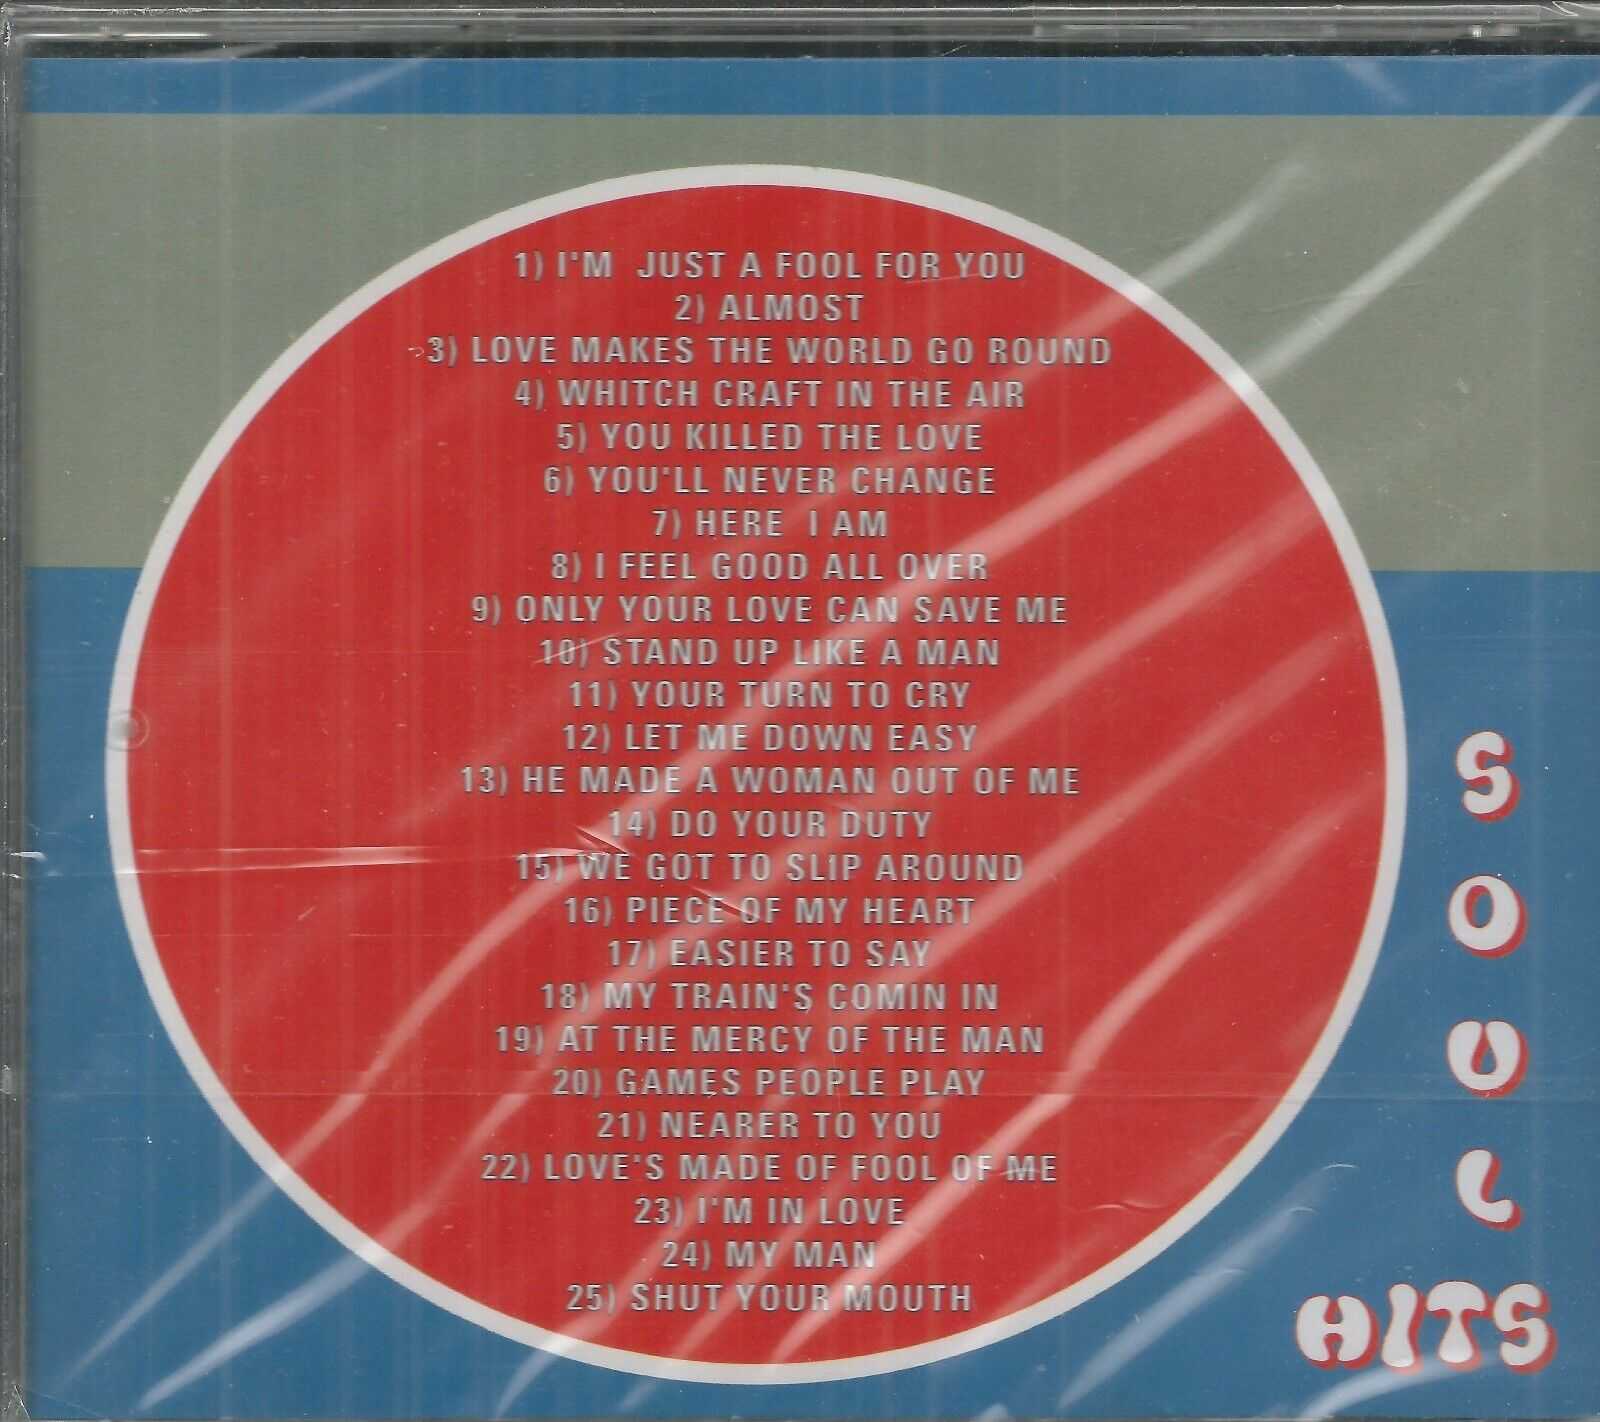 1) I'M JUST A FOOL FOR YOU
2) ALMOST
3) LOVE MAKES THE WORLD GO ROUND
4) WHITCH CRAFT IN THE AIR
5) YOU KILLED THE LOVE
6) YOU'LL NEVER CHANGE
7) HERE I AM
8) I FEEL GOOD ALL OVER
9) ONLY YOUR LOVE CAN SAVE ME
10) STAND UP LIKE A MAN
11) YOUR TURN TO CRY
12) LET ME DOWN EASY
13) HE MADE A WOMAN OUT OF ME
14) DO YOUR DUTY
15) WE GOT TO SLIP AROUND
16) PIECE OF MY HEART
17) EASIER TO SAY
18) MY TRAIN'S COMIN IN
19) AT THE MERCY OF THE MAN
20) GAMES PEOPLE PLAY
21) NEARER TO YOU
22) LOVE'S MADE OF FOOL OF ME
23) I'M IN LOVE
24) MY MAN
25) SHUT YOUR MOUTH
SOUL
HITS